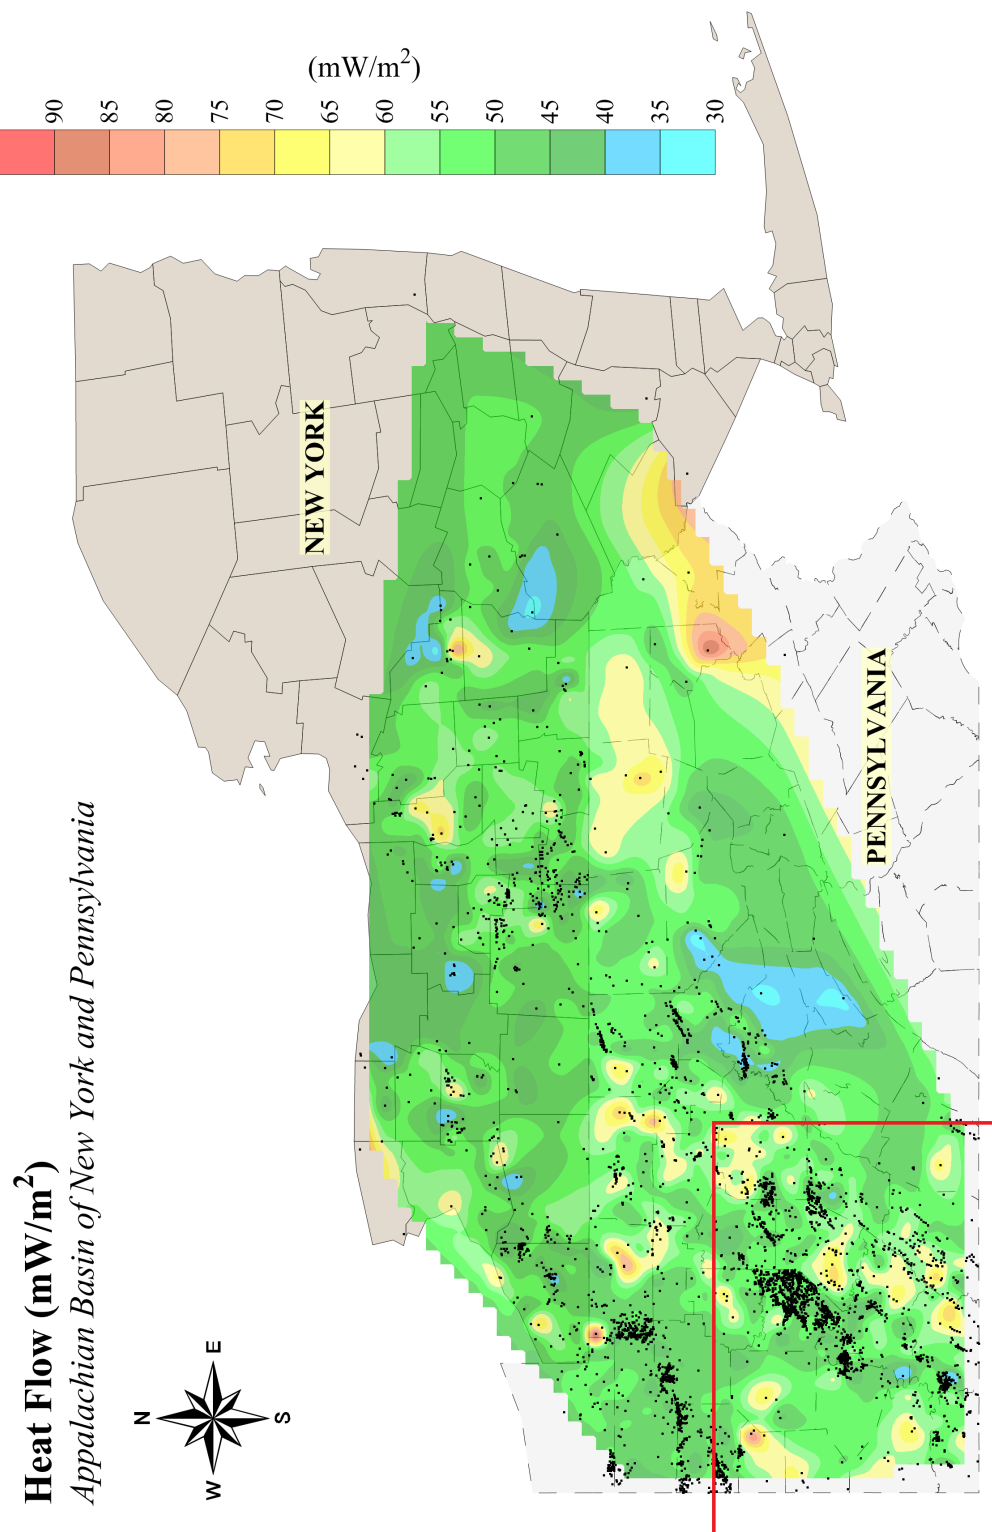 Heat Flow (mW/m²)
Appalachian Basin of New York and Pennsylvania
N
W
E
S
NEW YORK
PENNSYLVANIA
90
85
80
75
70
65
60
55
50
45
40
35
30
(mW/m²)